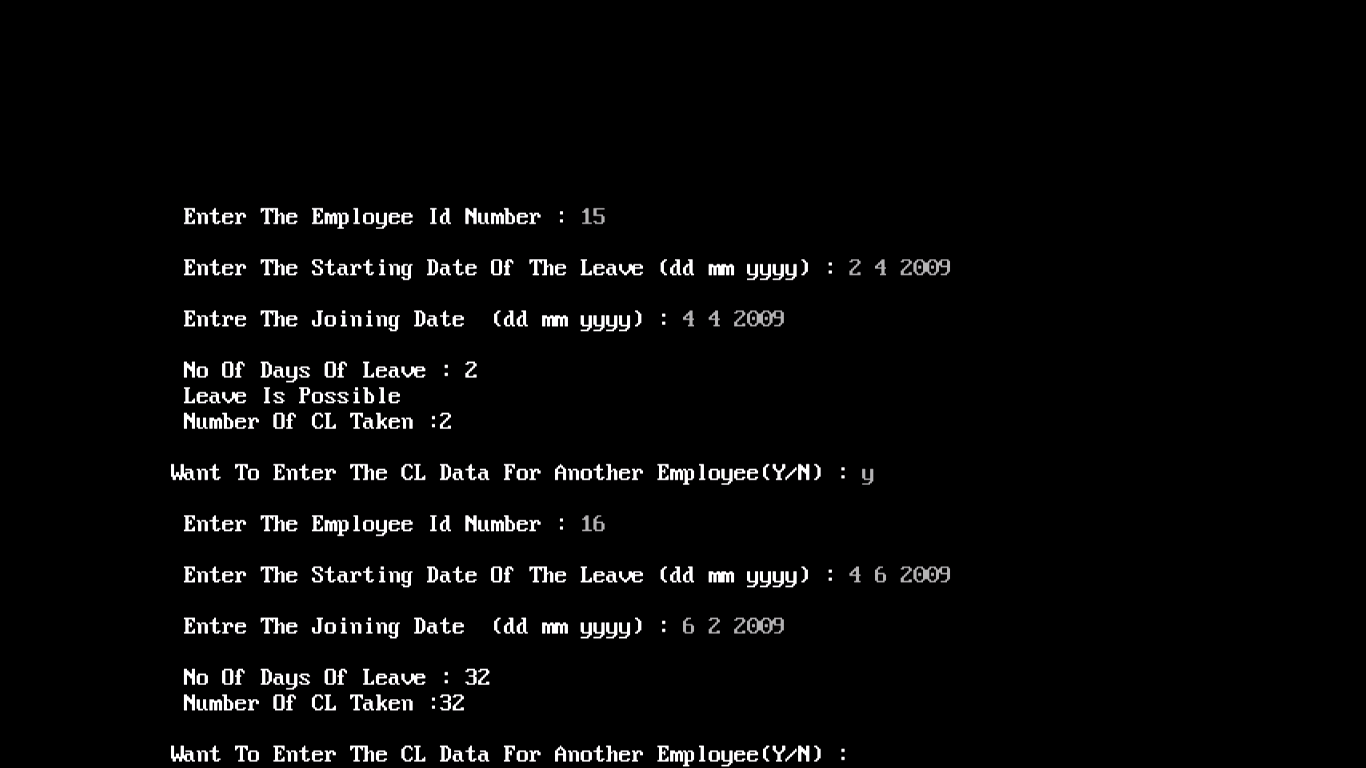 Enter The Employee Id Number : 15
Enter The Starting Date Of The Leave (dd mm yyyy) : 2 4 2009
Entre The Joining Date  (dd mm yyyy) : 4 4 2009
No Of Days Of Leave : 2
Leave Is Possible
Number Of CL Taken :2
Want To Enter The CL Data For Another Employee(Y/N) : y
Enter The Employee Id Number : 16
Enter The Starting Date Of The Leave (dd mm yyyy) : 4 6 2009
Entre The Joining Date  (dd mm yyyy) : 6 2 2009
No Of Days Of Leave : 32
Number Of CL Taken :32
Want To Enter The CL Data For Another Employee(Y/N) :